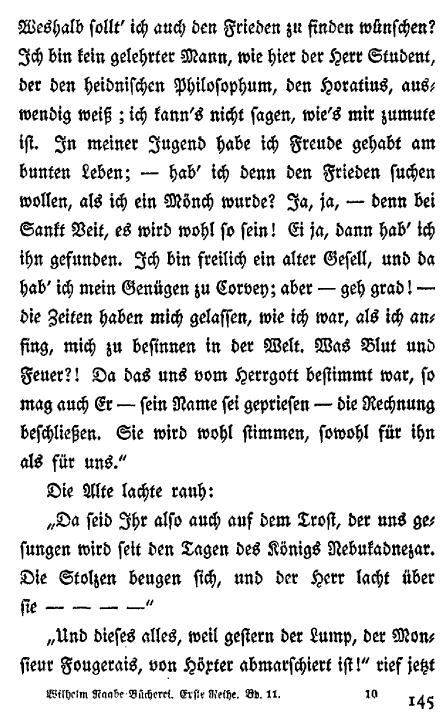 Weshalb sollt' ich auch den Frieden zu finden wünschen?
Ich bin kein gelehrter Mann, wie hier der Herr Student,
der den heidnischen Philosophum, den Horatius, aus-
wendig weiß; ich kann's nicht sagen, wie's mir zumute
ist. In meiner Jugend habe ich Freude gehabt am
bunten Leben; — hab' ich denn den Frieden suchen
wollen, als ich ein Mönch wurde? Ja, ja, — denn bei
Sankt Veit, es wird wohl so sein! Ei ja, dann hab' ich
ihn gefunden. Ich bin freilich ein alter Gesell, und da
hab' ich mein Genügen zu Corvey; aber — geh grad! —
die Zeiten haben mich gelassen, wie ich war, als ich an-
fing, mich zu besinnen in der Welt. Was Blut und
Feuer?! Da das uns vom Herrgott bestimmt war, so
mag auch Er — sein Name sei gepriesen — die Rechnung
beschließen. Sie wird wohl stimmen, sowohl für ihn
als für uns.“
Die Alte lachte rauh:
„Da seid Ihr also auch auf dem Trost, der uns ge-
sungen wird seit den Tagen des Königs Nebukadnezar.
Die Stolzen beugen sich, und der Herr lacht über
sie — — — —“
„Und dieses alles, weil gestern der Lump, der Mon-
sieur Fougerais, von Höxter abmarschiert ist!“ rief jetzt
Wilhelm Raabe-Bücherei. Erste Reihe. Bd. 11. 10 145